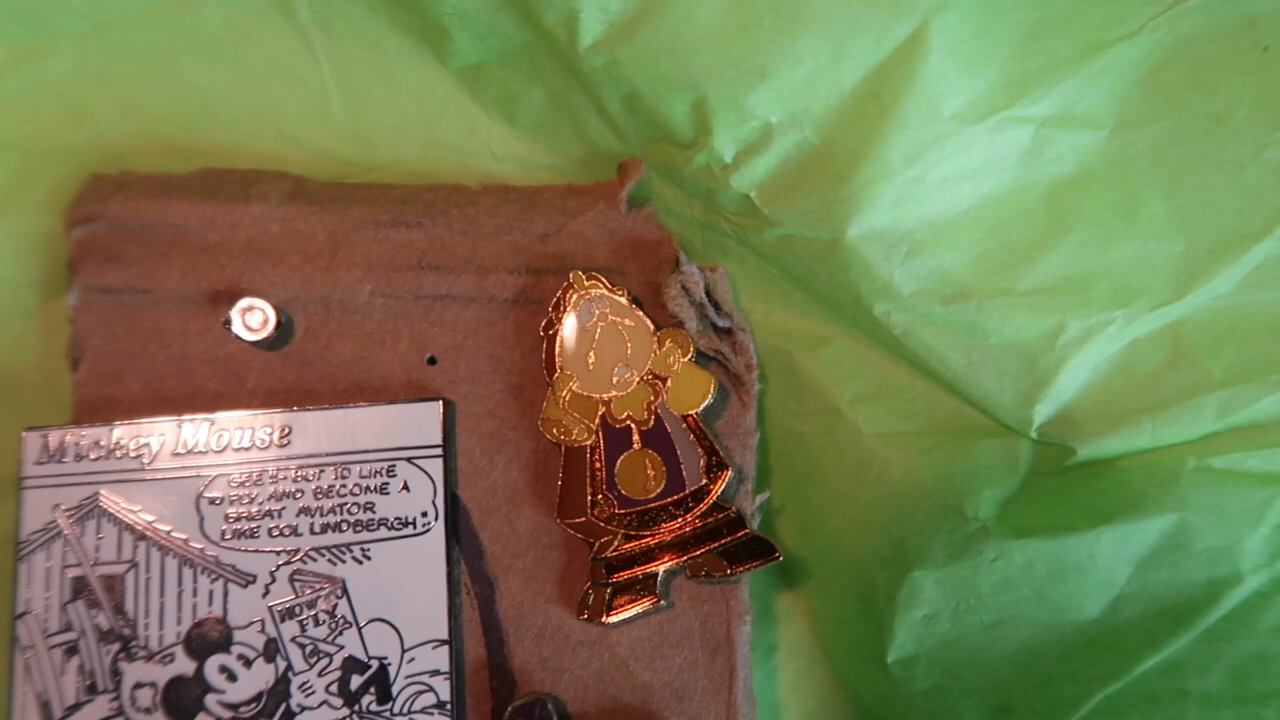 Mickey Mouse
GEE!!- BUT I'D LIKE
TO FLY, AND BECOME A
GREAT AVIATOR
LIKE COL LINDBERGH"
HOW TO
FLY